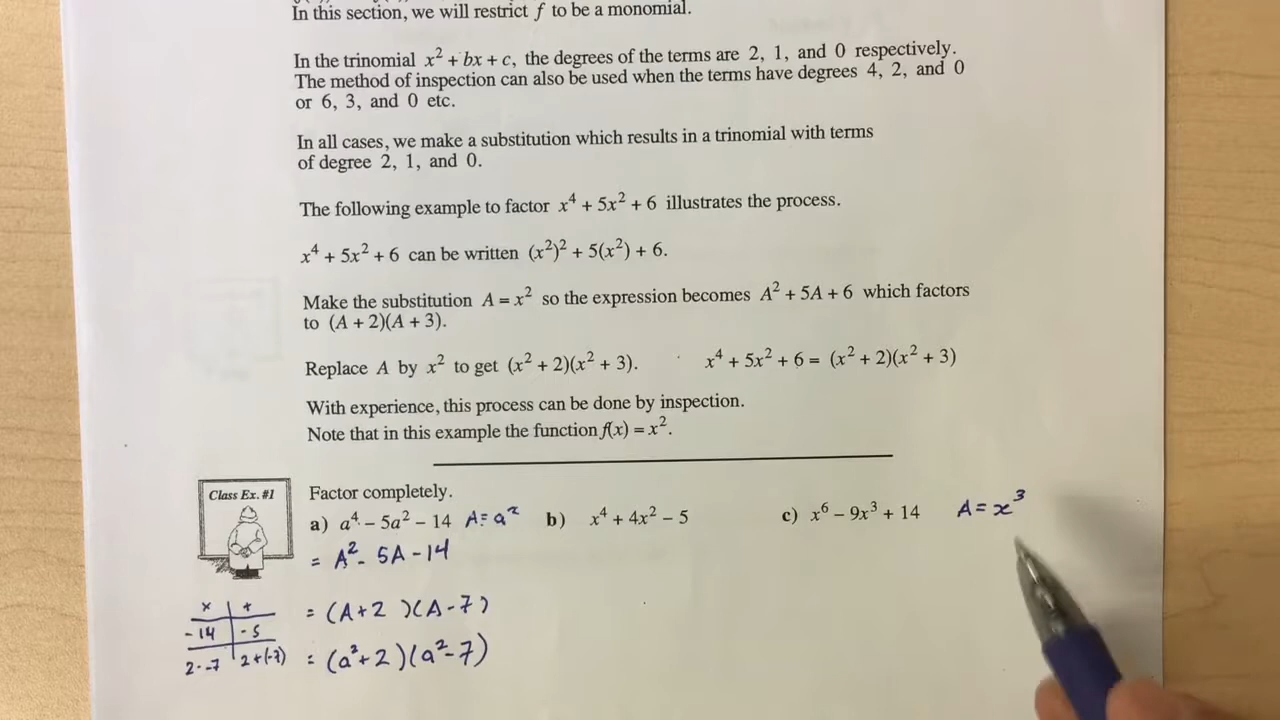 In this section, we will restrict f to be a monomial.
In the trinomial x² + bx + c, the degrees of the terms are 2, 1, and 0 respectively.
The method of inspection can also be used when the terms have degrees 4, 2, and 0
or 6, 3, and 0 etc.
In all cases, we make a substitution which results in a trinomial with terms
of degree 2, 1, and 0.
The following example to factor x⁴ + 5x² + 6 illustrates the process.
x⁴ + 5x² + 6 can be written (x²)² + 5(x²) + 6.
Make the substitution A = x² so the expression becomes A² + 5A + 6 which factors
to (A + 2)(A + 3).
Replace A by x² to get (x² + 2)(x² + 3). x⁴ + 5x² + 6 = (x² + 2)(x² + 3)
With experience, this process can be done by inspection.
Note that in this example the function f(x) = x².
Class Ex. #1
Factor completely.
a) a⁴ – 5a² – 14 A = a² b) x⁴ + 4x² – 5 c) x⁶ – 9x³ + 14 A = x³
= A² - 5A - 14
x | + = (A+2)(A-7)
-14 | -5
2·-7 | 2+(-7) = (a²+2)(a²-7)